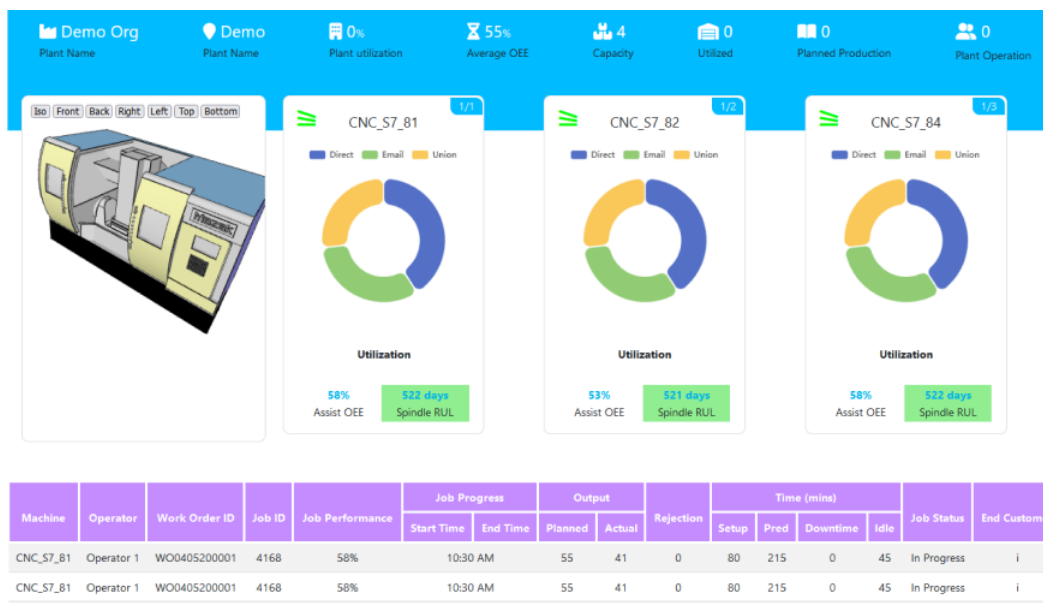 Demo Org
Plant Name
Demo
Plant Name
0%
Plant utilization
55%
Average OEE
4
Capacity
0
Utilized
0
Planned Production
0
Plant Operation
Iso Front Back Right Left Top Bottom
Mazak
1/1
CNC_S7_81
Direct Email Union
Utilization
58%
Assist OEE
522 days
Spindle RUL
1/2
CNC_S7_82
Direct Email Union
Utilization
53%
Assist OEE
521 days
Spindle RUL
1/3
CNC_S7_84
Direct Email Union
Utilization
58%
Assist OEE
522 days
Spindle RUL
Job Progress Output Time (mins)
Machine Operator Work Order ID Job ID Job Performance Rejection Job Status End Custom
Start Time End Time Planned Actual Setup Pred Downtime Idle
CNC_S7_81 Operator 1 WO0405200001 4168 58% 10:30 AM 55 41 0 80 215 0 45 In Progress i
CNC_S7_81 Operator 1 WO0405200001 4168 58% 10:30 AM 55 41 0 80 215 0 45 In Progress i